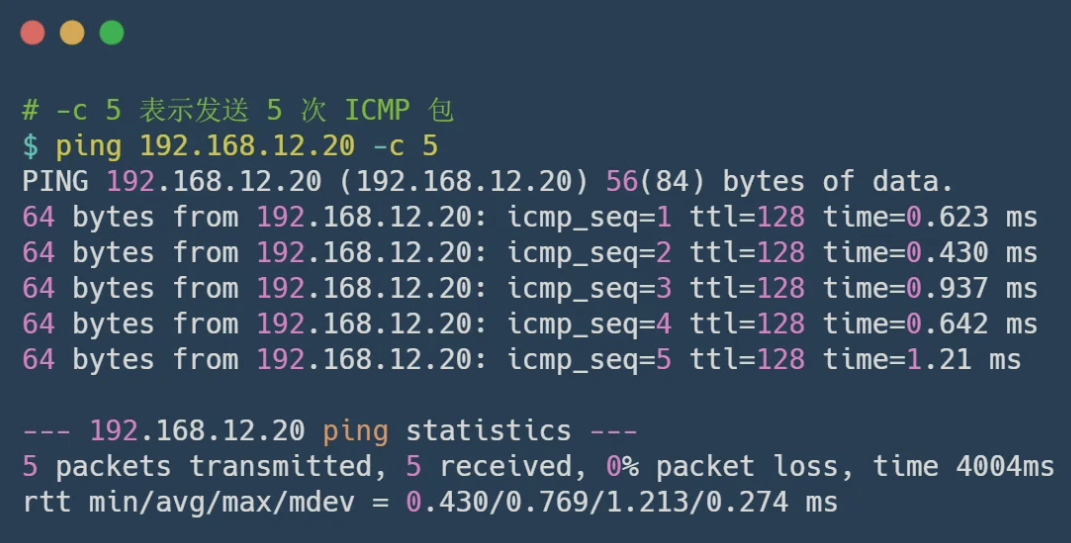 # -c 5 表示发送 5 次 ICMP 包
$ ping 192.168.12.20 -c 5
PING 192.168.12.20 (192.168.12.20) 56(84) bytes of data.
64 bytes from 192.168.12.20: icmp_seq=1 ttl=128 time=0.623 ms
64 bytes from 192.168.12.20: icmp_seq=2 ttl=128 time=0.430 ms
64 bytes from 192.168.12.20: icmp_seq=3 ttl=128 time=0.937 ms
64 bytes from 192.168.12.20: icmp_seq=4 ttl=128 time=0.642 ms
64 bytes from 192.168.12.20: icmp_seq=5 ttl=128 time=1.21 ms
--- 192.168.12.20 ping statistics ---
5 packets transmitted, 5 received, 0% packet loss, time 4004ms
rtt min/avg/max/mdev = 0.430/0.769/1.213/0.274 ms